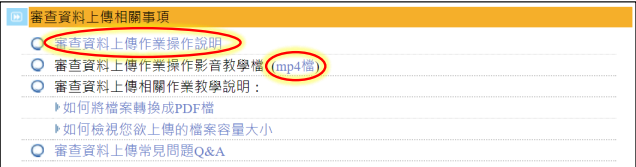 審查資料上傳相關事項
審查資料上傳作業操作說明
審查資料上傳作業操作影音教學檔 (mp4檔)
審查資料上傳相關作業教學說明：
如何將檔案轉換成PDF檔
如何檢視您欲上傳的檔案容量大小
審查資料上傳常見問題Q&A